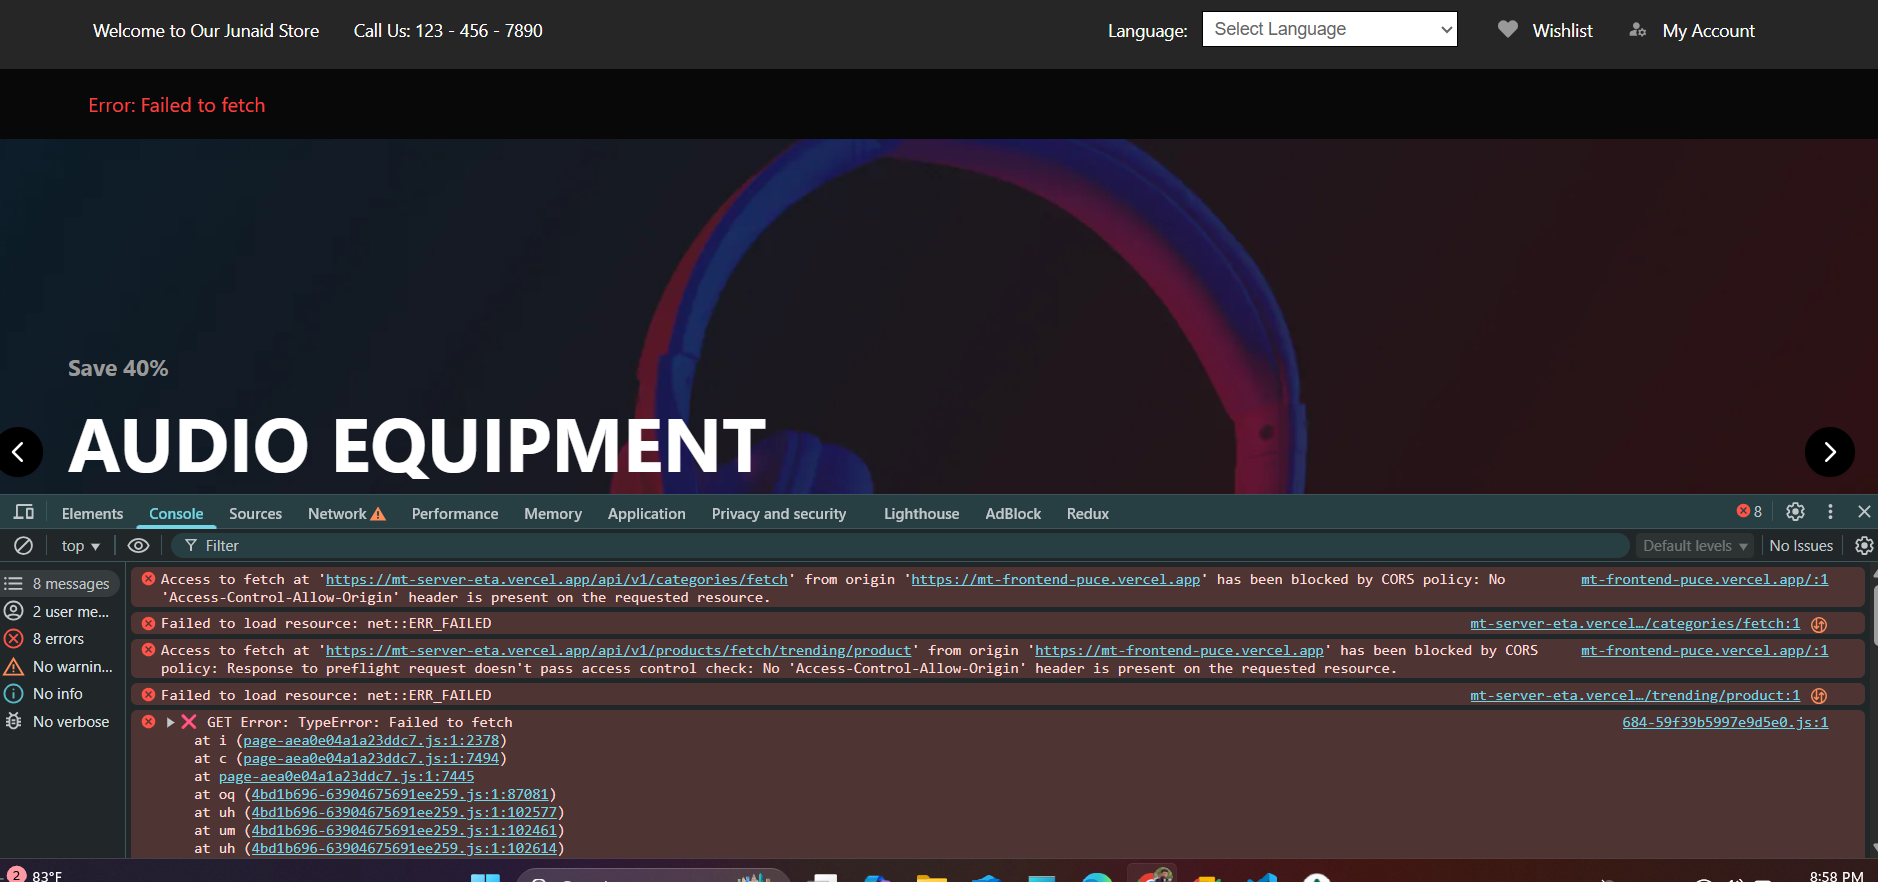 Welcome to Our Junaid Store Call Us: 123 - 456 - 7890 Language: Select Language Wishlist My Account
Error: Failed to fetch
Save 40%
AUDIO EQUIPMENT
Elements Console Sources Network Performance Memory Application Privacy and security Lighthouse AdBlock Redux 8
top Filter Default levels No Issues
8 messages
2 user me...
8 errors
No warnin...
No info
No verbose
Access to fetch at 'https://mt-server-eta.vercel.app/api/v1/categories/fetch' from origin 'https://mt-frontend-puce.vercel.app' has been blocked by CORS policy: No mt-frontend-puce.vercel.app/:1
'Access-Control-Allow-Origin' header is present on the requested resource.
Failed to load resource: net::ERR_FAILED mt-server-eta.vercel…/categories/fetch:1
Access to fetch at 'https://mt-server-eta.vercel.app/api/v1/products/fetch/trending/product' from origin 'https://mt-frontend-puce.vercel.app' has been blocked by CORS mt-frontend-puce.vercel.app/:1
policy: Response to preflight request doesn't pass access control check: No 'Access-Control-Allow-Origin' header is present on the requested resource.
Failed to load resource: net::ERR_FAILED mt-server-eta.vercel…/trending/product:1
GET Error: TypeError: Failed to fetch 684-59f39b5997e9d5e0.js:1
at i (page-aea0e04a1a23ddc7.js:1:2378)
at c (page-aea0e04a1a23ddc7.js:1:7494)
at page-aea0e04a1a23ddc7.js:1:7445
at oq (4bd1b696-63904675691ee259.js:1:87081)
at uh (4bd1b696-63904675691ee259.js:1:102577)
at um (4bd1b696-63904675691ee259.js:1:102461)
at uh (4bd1b696-63904675691ee259.js:1:102614)
2 83°F 8:58 PM